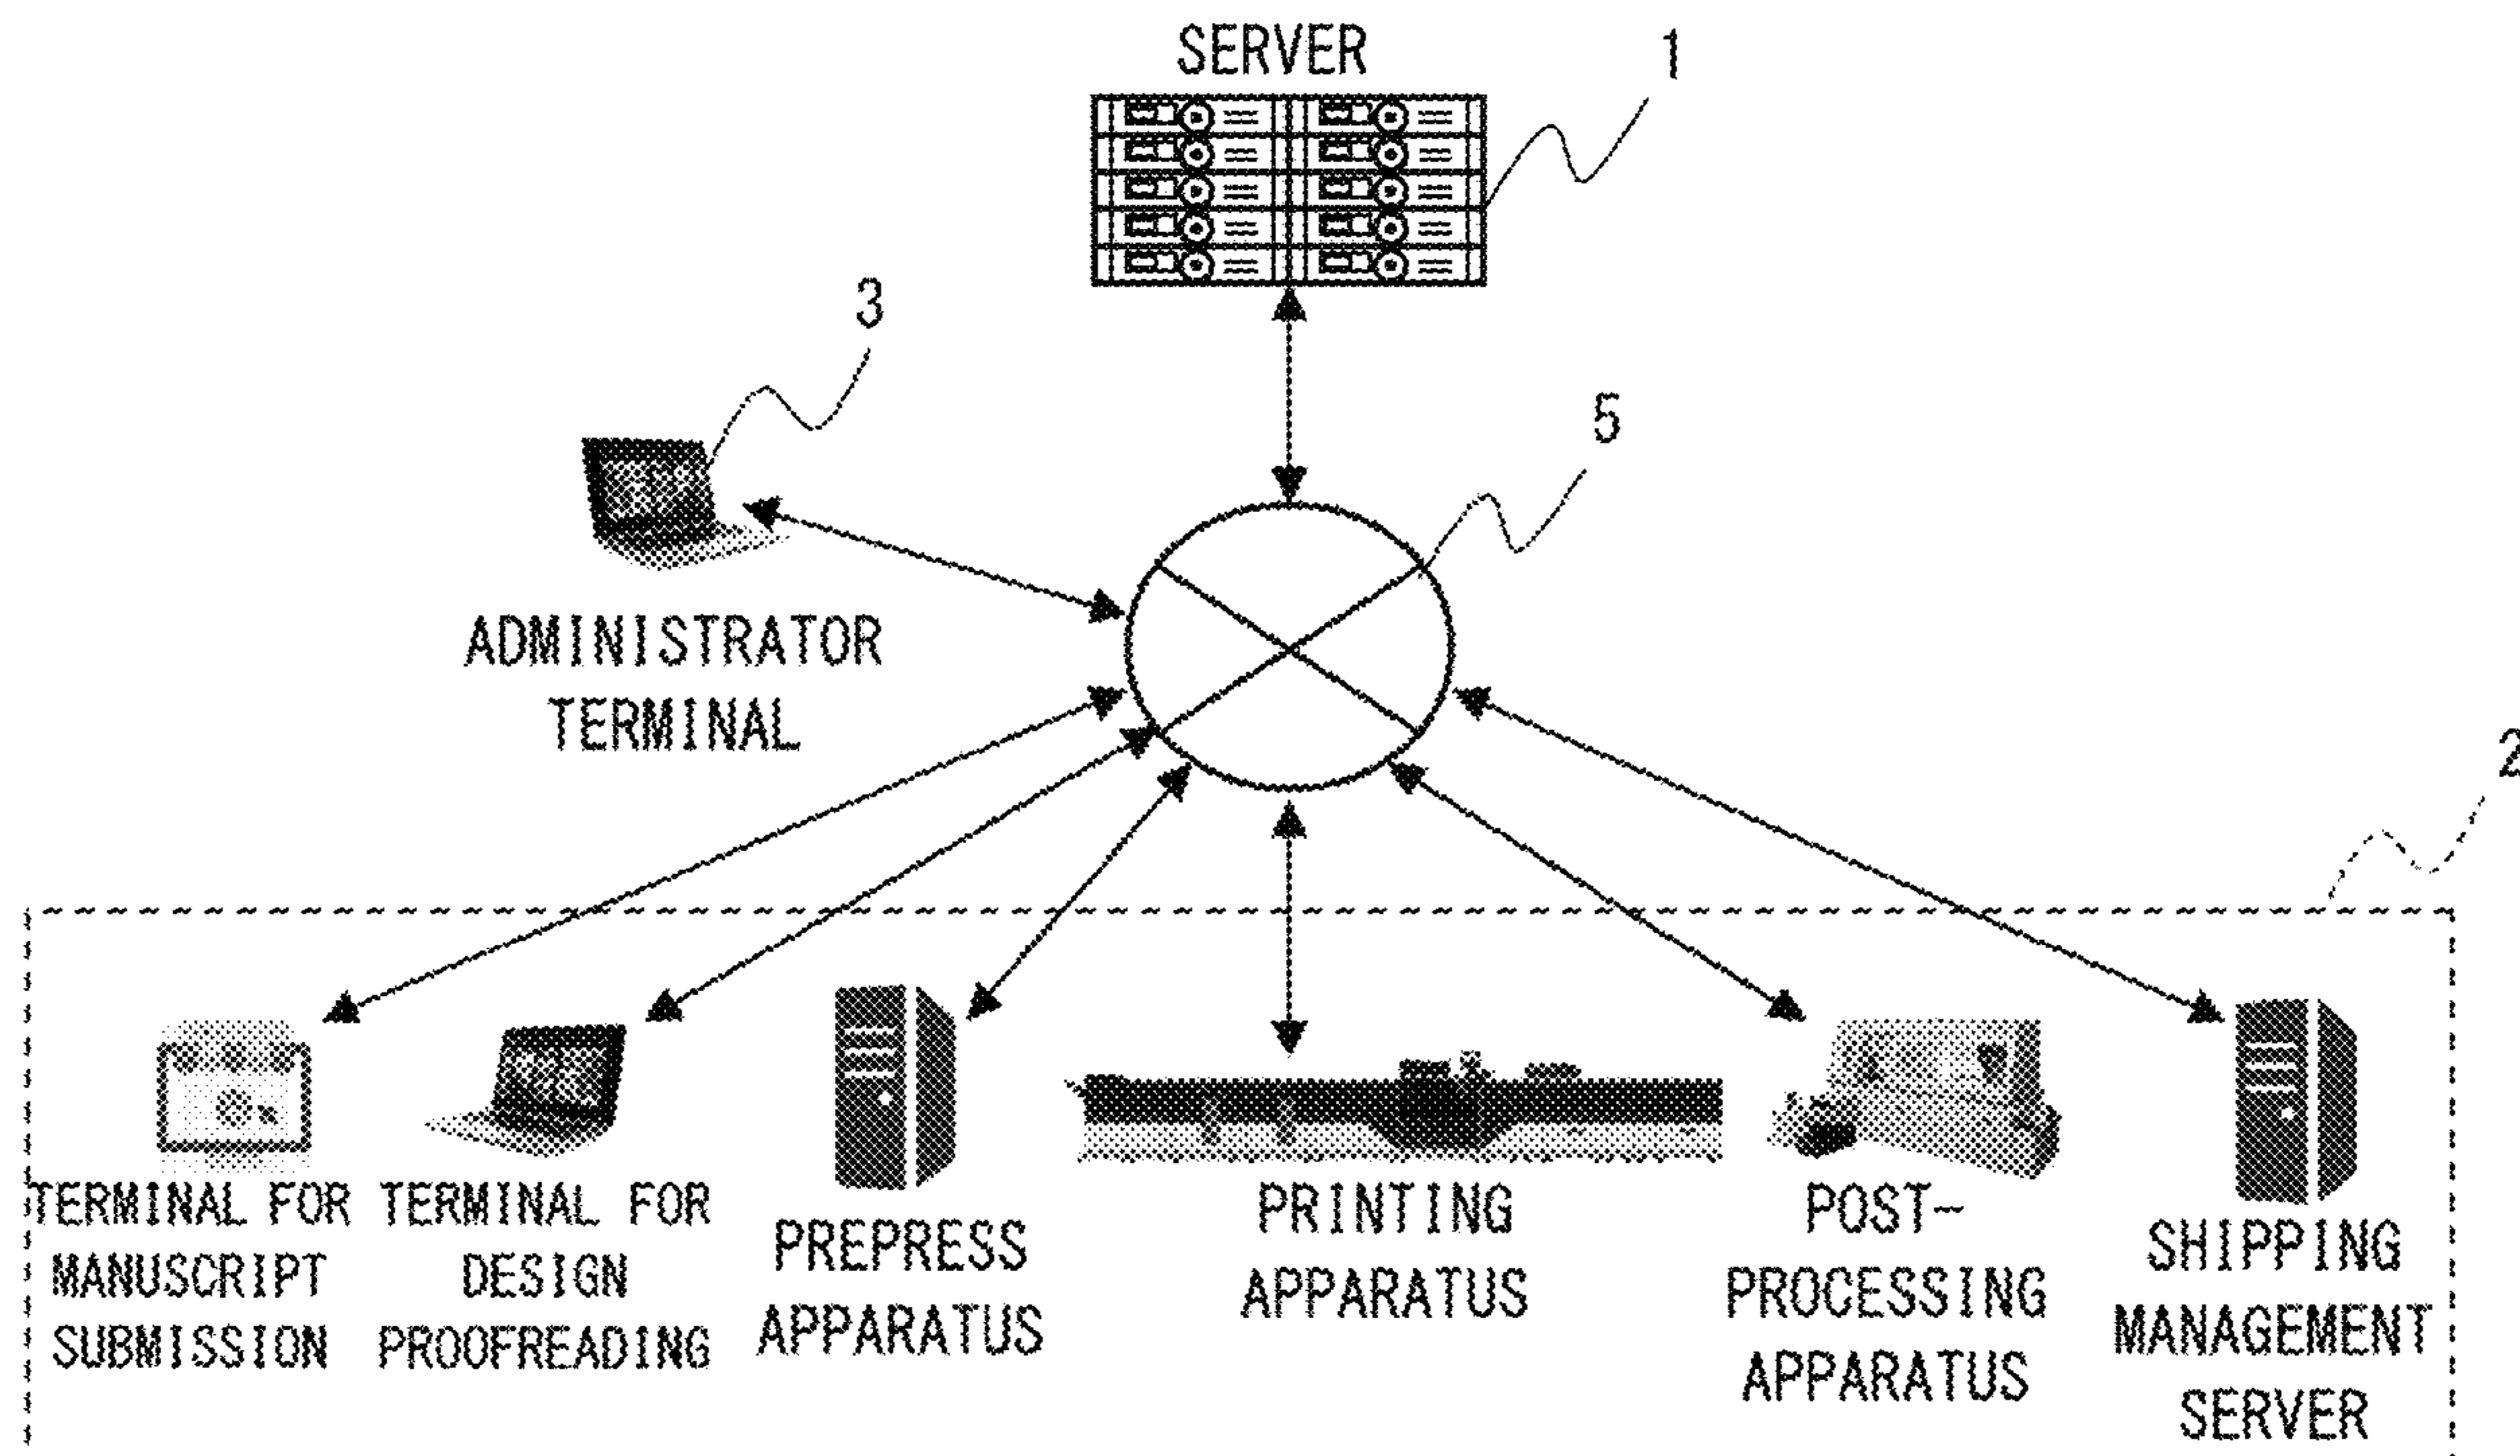 SERVER
1
3
5
ADMINISTRATOR
TERMINAL
2
TERMINAL FOR
MANUSCRIPT
SUBMISSION
TERMINAL FOR
DESIGN
PROOFREADING
PREPRESS
APPARATUS
PRINTING
APPARATUS
POST-
PROCESSING
APPARATUS
SHIPPING
MANAGEMENT
SERVER